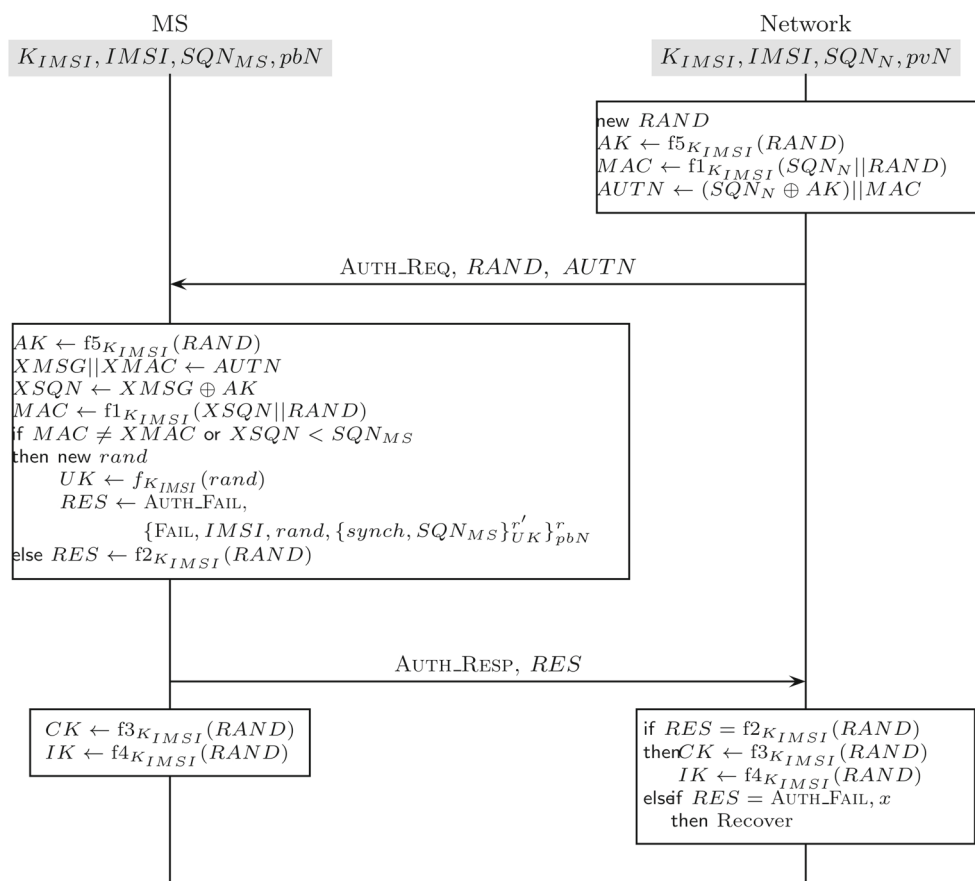 MS
K_{IMSI}, IMSI, SQN_{MS}, pbN
Network
K_{IMSI}, IMSI, SQN_N, pvN
new RAND
AK ← f5_{K_{IMSI}}(RAND)
MAC ← f1_{K_{IMSI}}(SQN_N||RAND)
AUTN ← (SQN_N ⊕ AK)||MAC
AUTH_REQ, RAND, AUTN
AK ← f5_{K_{IMSI}}(RAND)
XMSG||XMAC ← AUTN
XSQN ← XMSG ⊕ AK
MAC ← f1_{K_{IMSI}}(XSQN||RAND)
if MAC ≠ XMAC or XSQN < SQN_{MS}
then new rand
UK ← f_{K_{IMSI}}(rand)
RES ← AUTH_FAIL,
{FAIL, IMSI, rand, {synch, SQN_{MS}}^{r'}_{UK}}^{r}_{pbN}
else RES ← f2_{K_{IMSI}}(RAND)
AUTH_RESP, RES
CK ← f3_{K_{IMSI}}(RAND)
IK ← f4_{K_{IMSI}}(RAND)
if RES = f2_{K_{IMSI}}(RAND)
then CK ← f3_{K_{IMSI}}(RAND)
IK ← f4_{K_{IMSI}}(RAND)
elseif RES = AUTH_FAIL, x
then Recover